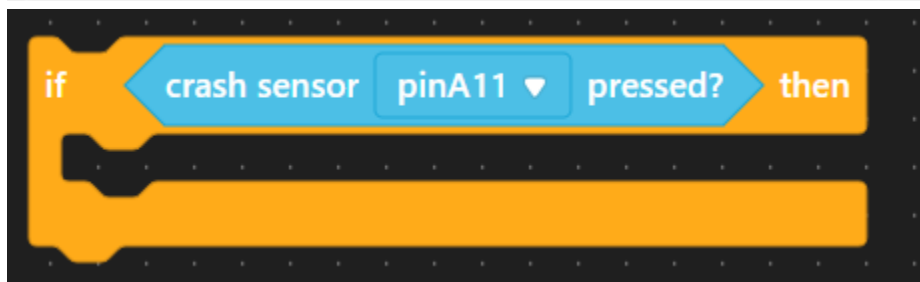 if crash sensor pinA11 pressed? then